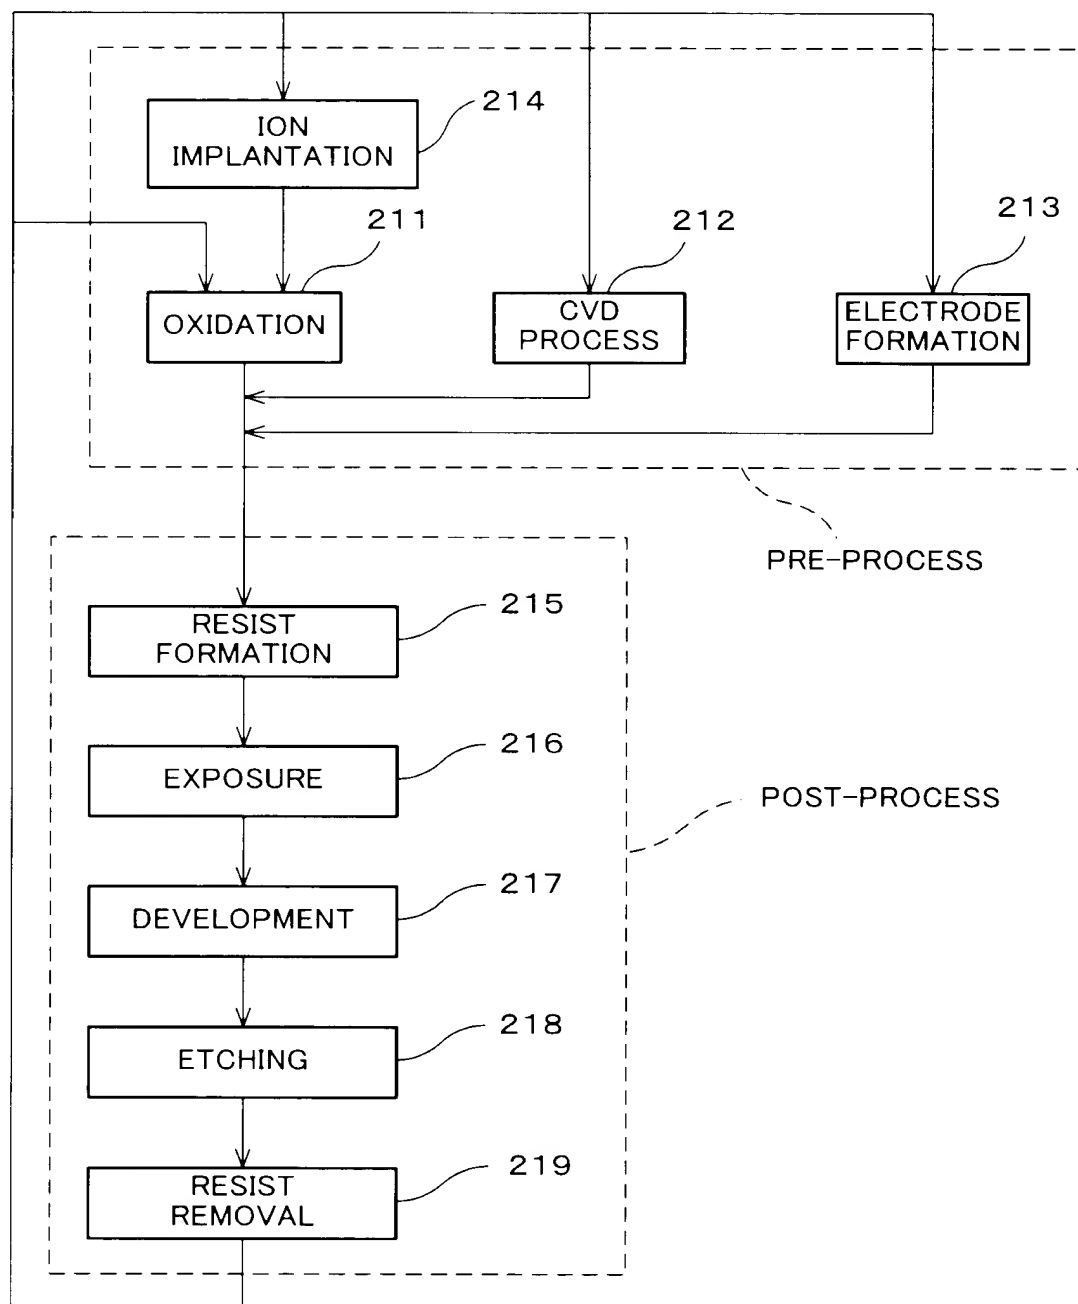 214
ION
IMPLANTATION
211
212
213
OXIDATION
CVD
PROCESS
ELECTRODE
FORMATION
PRE-PROCESS
215
RESIST
FORMATION
216
EXPOSURE
POST-PROCESS
217
DEVELOPMENT
218
ETCHING
219
RESIST
REMOVAL